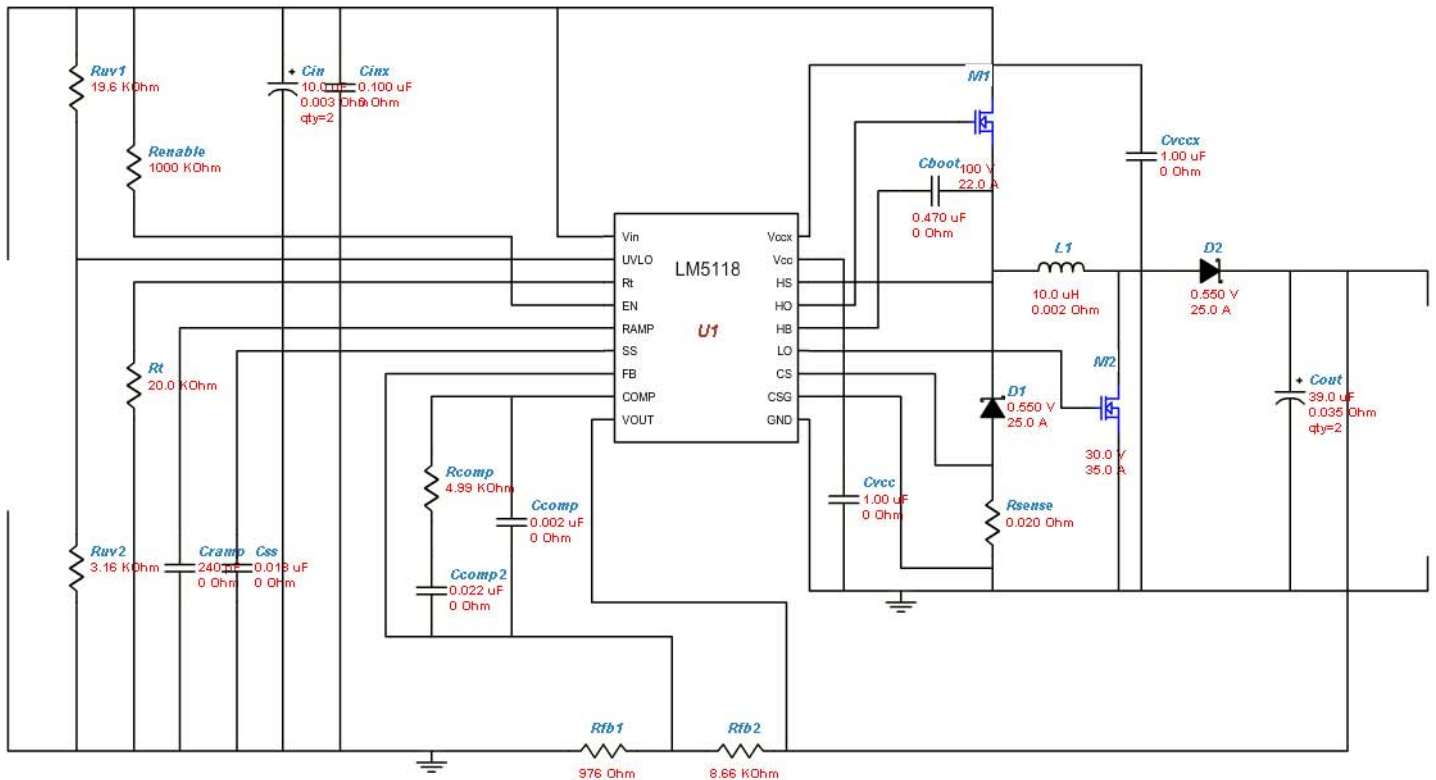 Ruv1
19.6 KOhm
Renable
1000 KOhm
Cin
10.0 uF
0.003 Ohm
qty=2
Cinx
0.100 uF
0 Ohm
M1
100 V
22.0 A
Cboot
0.470 uF
0 Ohm
Cvccx
1.00 uF
0 Ohm
LM5118
U1
Vin
UVLO
Rt
EN
RAMP
SS
FB
COMP
VOUT
Vccx
Vcc
HS
HO
HB
LO
CS
CSG
GND
L1
10.0 uH
0.002 Ohm
D2
0.550 V
25.0 A
M2
30.0 V
35.0 A
Cout
39.0 uF
0.035 Ohm
qty=2
Rt
20.0 KOhm
D1
0.550 V
25.0 A
Rcomp
4.99 KOhm
Ccomp
0.002 uF
0 Ohm
Ccomp2
0.022 uF
0 Ohm
Cvcc
1.00 uF
0 Ohm
Rsense
0.020 Ohm
Ruv2
3.16 KOhm
Cramp
240 pF
0 Ohm
Css
0 Ohm
Rfb1
976 Ohm
Rfb2
8.66 KOhm